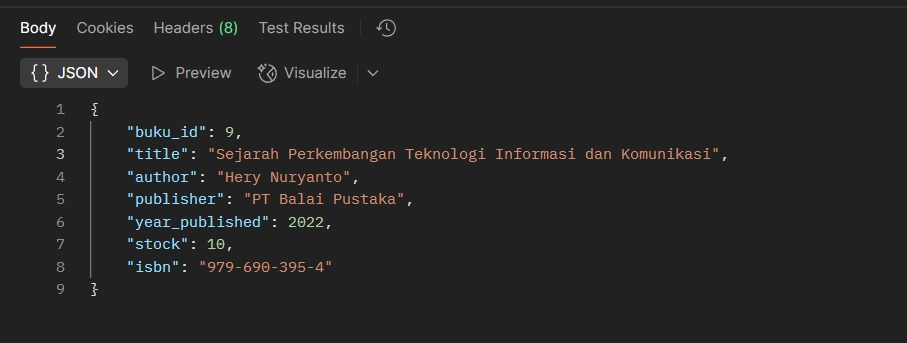 Body Cookies Headers (8) Test Results
{} JSON Preview Visualize
1 {
2 "buku_id": 9,
3 "title": "Sejarah Perkembangan Teknologi Informasi dan Komunikasi",
4 "author": "Hery Nuryanto",
5 "publisher": "PT Balai Pustaka",
6 "year_published": 2022,
7 "stock": 10,
8 "isbn": "979-690-395-4"
9 }